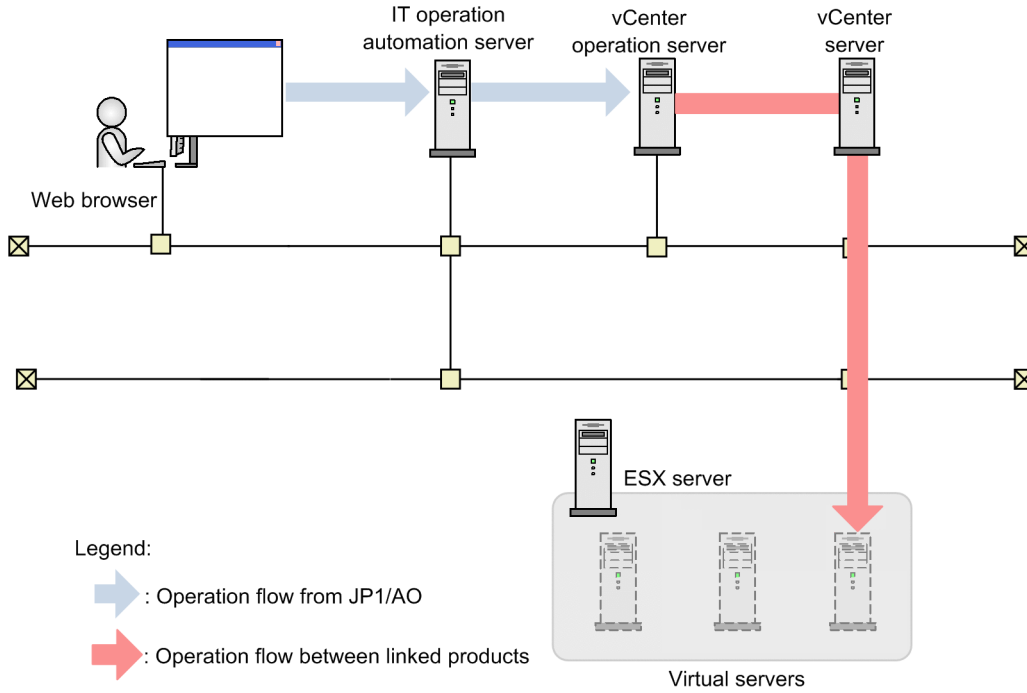 IT operation
automation server
vCenter
operation server
vCenter
server
Web browser
ESX server
Legend:
: Operation flow from JP1/AO
: Operation flow between linked products
Virtual servers